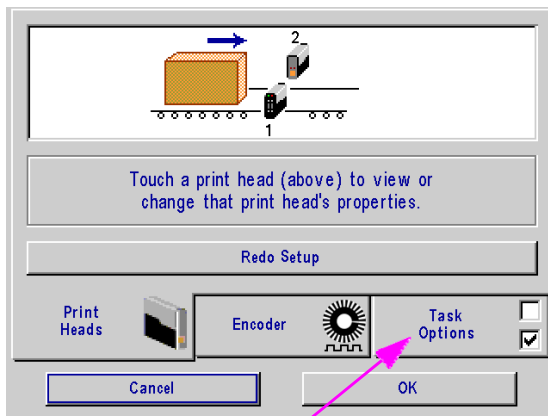 2
1
Touch a print head (above) to view or
change that print head's properties.
Redo Setup
Print
Heads
Encoder
Task
Options
Cancel
OK